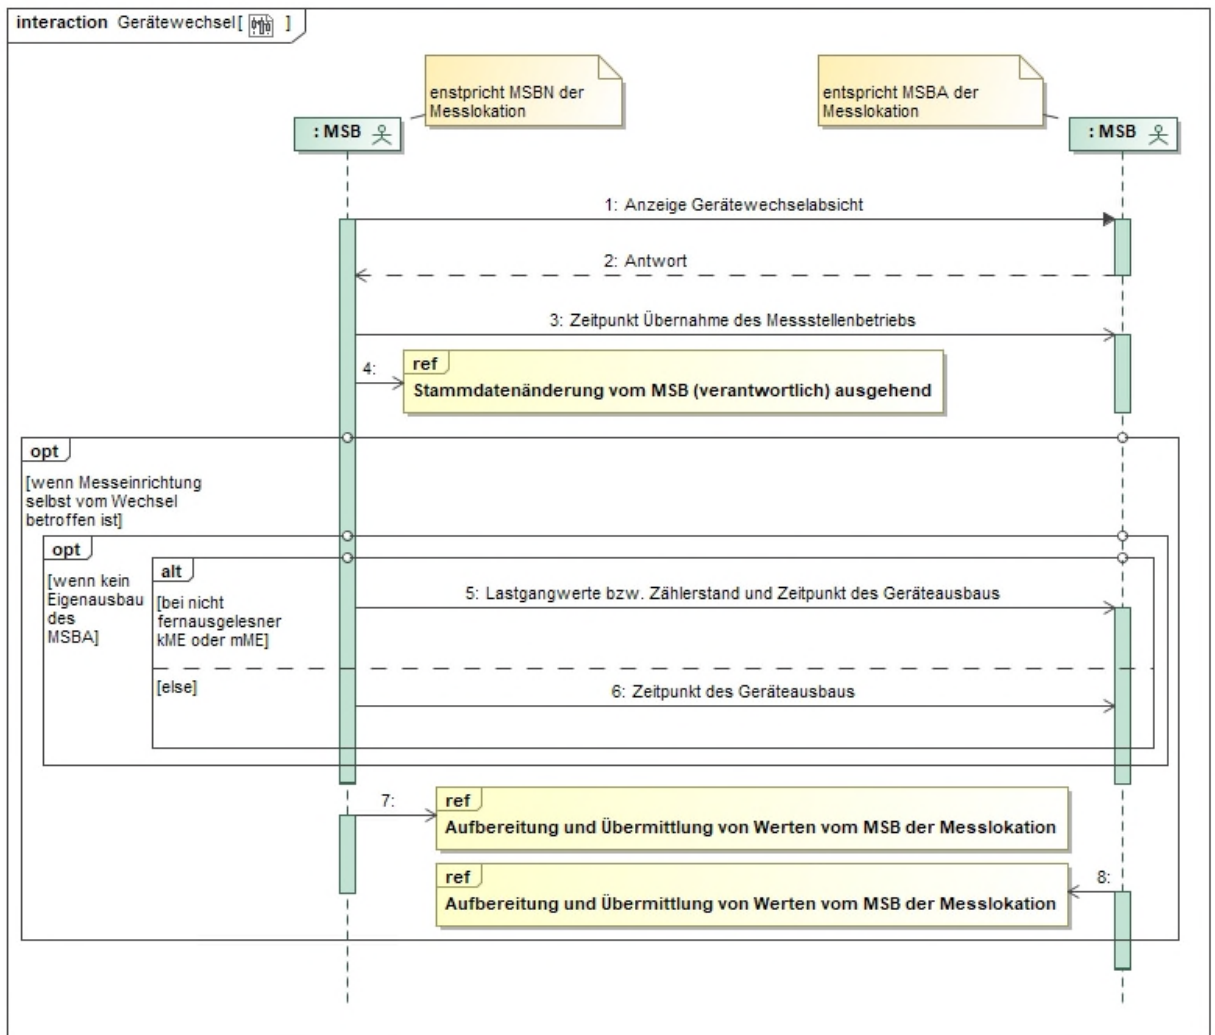 interaction Gerätewechsel[ ]
enstpricht MSBN der
Messlokation
entspricht MSBA der
Messlokation
: MSB
: MSB
1: Anzeige Gerätewechselabsicht
2: Antwort
3: Zeitpunkt Übernahme des Messstellenbetriebs
4:
ref
Stammdatenänderung vom MSB (verantwortlich) ausgehend
opt
[wenn Messeinrichtung
selbst vom Wechsel
betroffen ist]
opt
[wenn kein
Eigenausbau
des
MSBA]
alt
[bei nicht
fernausgelesner
kME oder mME]
5: Lastgangwerte bzw. Zählerstand und Zeitpunkt des Geräteausbaus
[else]
6: Zeitpunkt des Geräteausbaus
7:
ref
Aufbereitung und Übermittlung von Werten vom MSB der Messlokation
ref
Aufbereitung und Übermittlung von Werten vom MSB der Messlokation
8: